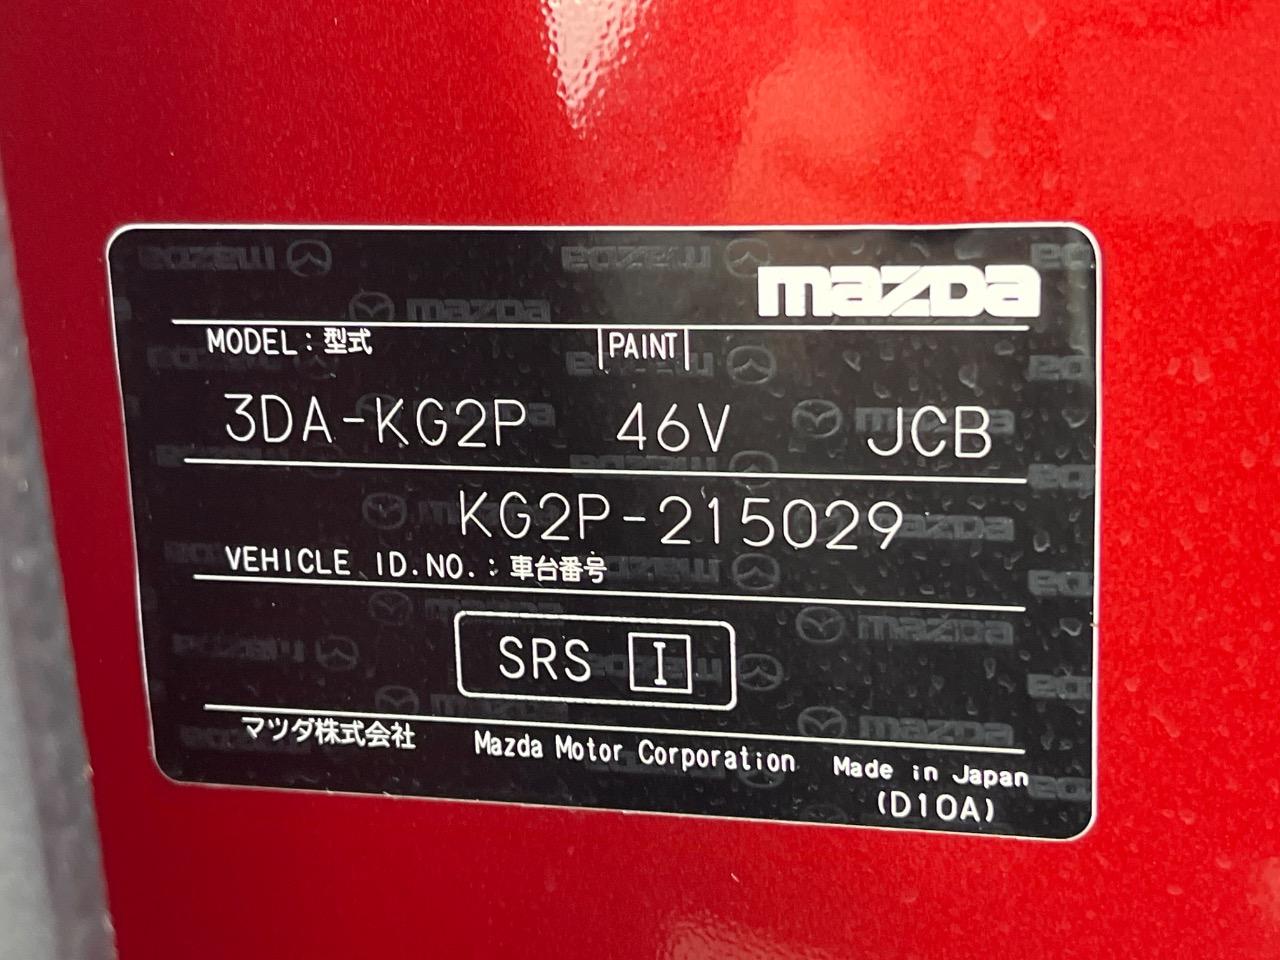 mazda
MODEL : 型式 PAINT
3DA-KG2P 46V JCB
KG2P-215029
VEHICLE ID.NO. : 車台番号
SRS I
マツダ株式会社 Mazda Motor Corporation Made in Japan
(D10A)